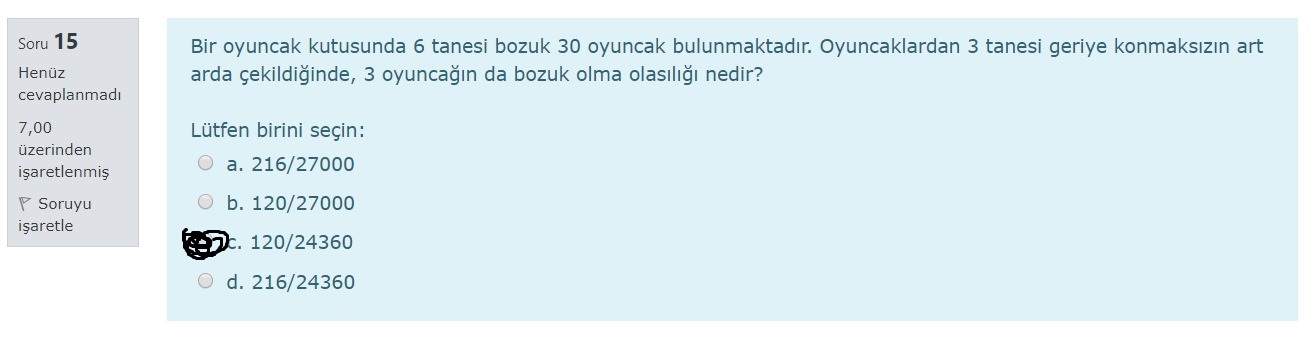 Soru 15
Henüz
cevaplanmadı
7,00
üzerinden
işaretlenmiş
Soruyu
işaretle
Bir oyuncak kutusunda 6 tanesi bozuk 30 oyuncak bulunmaktadır. Oyuncaklardan 3 tanesi geriye konmaksızın art
arda çekildiğinde, 3 oyuncağın da bozuk olma olasılığı nedir?
Lütfen birini seçin:
a. 216/27000
b. 120/27000
c. 120/24360
d. 216/24360